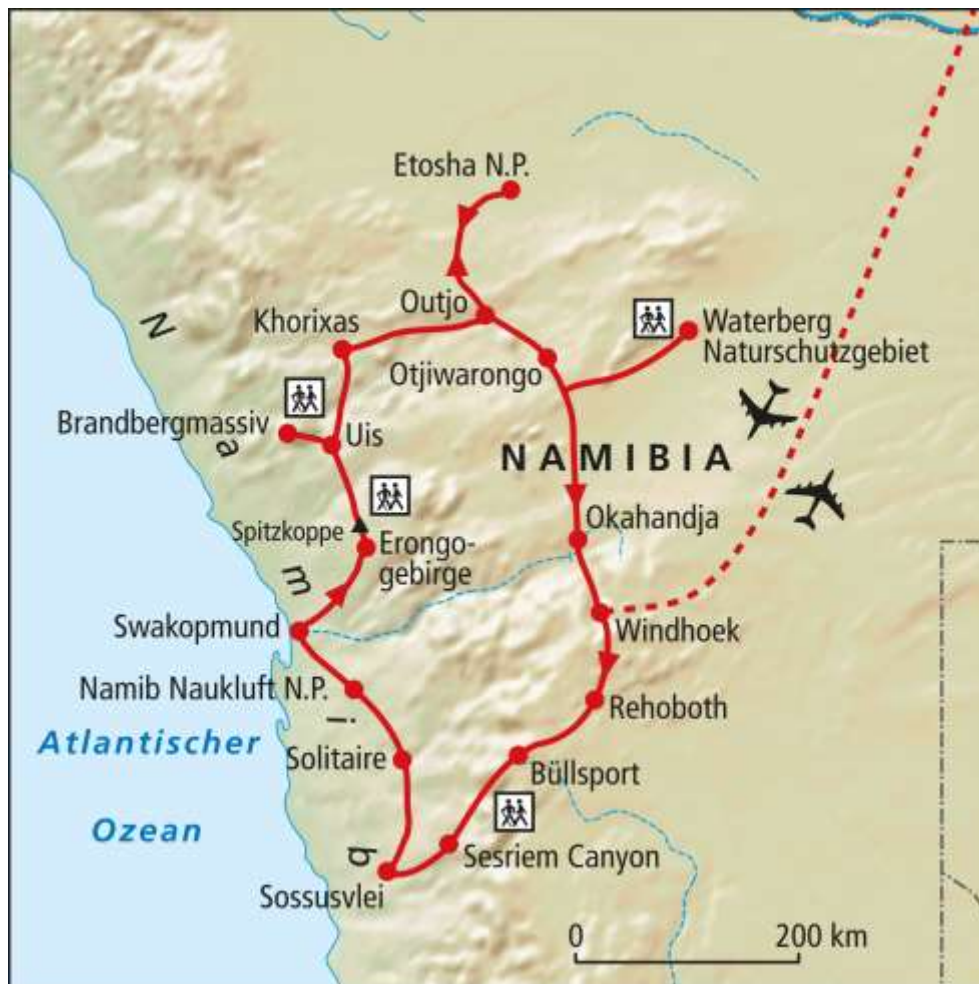 Etosha N.P.
Outjo
Khorixas
Waterberg
Naturschutzgebiet
Otjiwarongo
Brandbergmassiv
Uis
NAMIBIA
Spitzkoppe
Erongo-
gebirge
Okahandja
Swakopmund
Windhoek
Namib Naukluft N.P.
Rehoboth
Atlantischer
Ozean
Solitaire
Büllsport
Sesriem Canyon
Sossusvlei
Namib
0 200 km